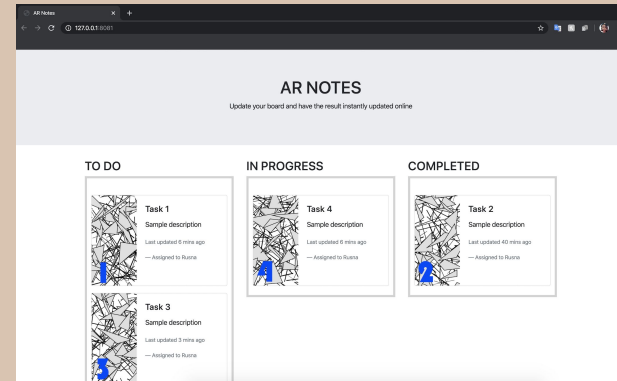 AR Notes
127.0.0.1:8081
AR NOTES
Update your board and have the result instantly updated online
TO DO
Task 1
Sample description
Last updated 6 mins ago
— Assigned to Rusna
1
Task 3
Sample description
Last updated 3 mins ago
— Assigned to Rusna
3
IN PROGRESS
Task 4
Sample description
Last updated 6 mins ago
— Assigned to Rusna
4
COMPLETED
Task 2
Sample description
Last updated 40 mins ago
— Assigned to Rusna
2